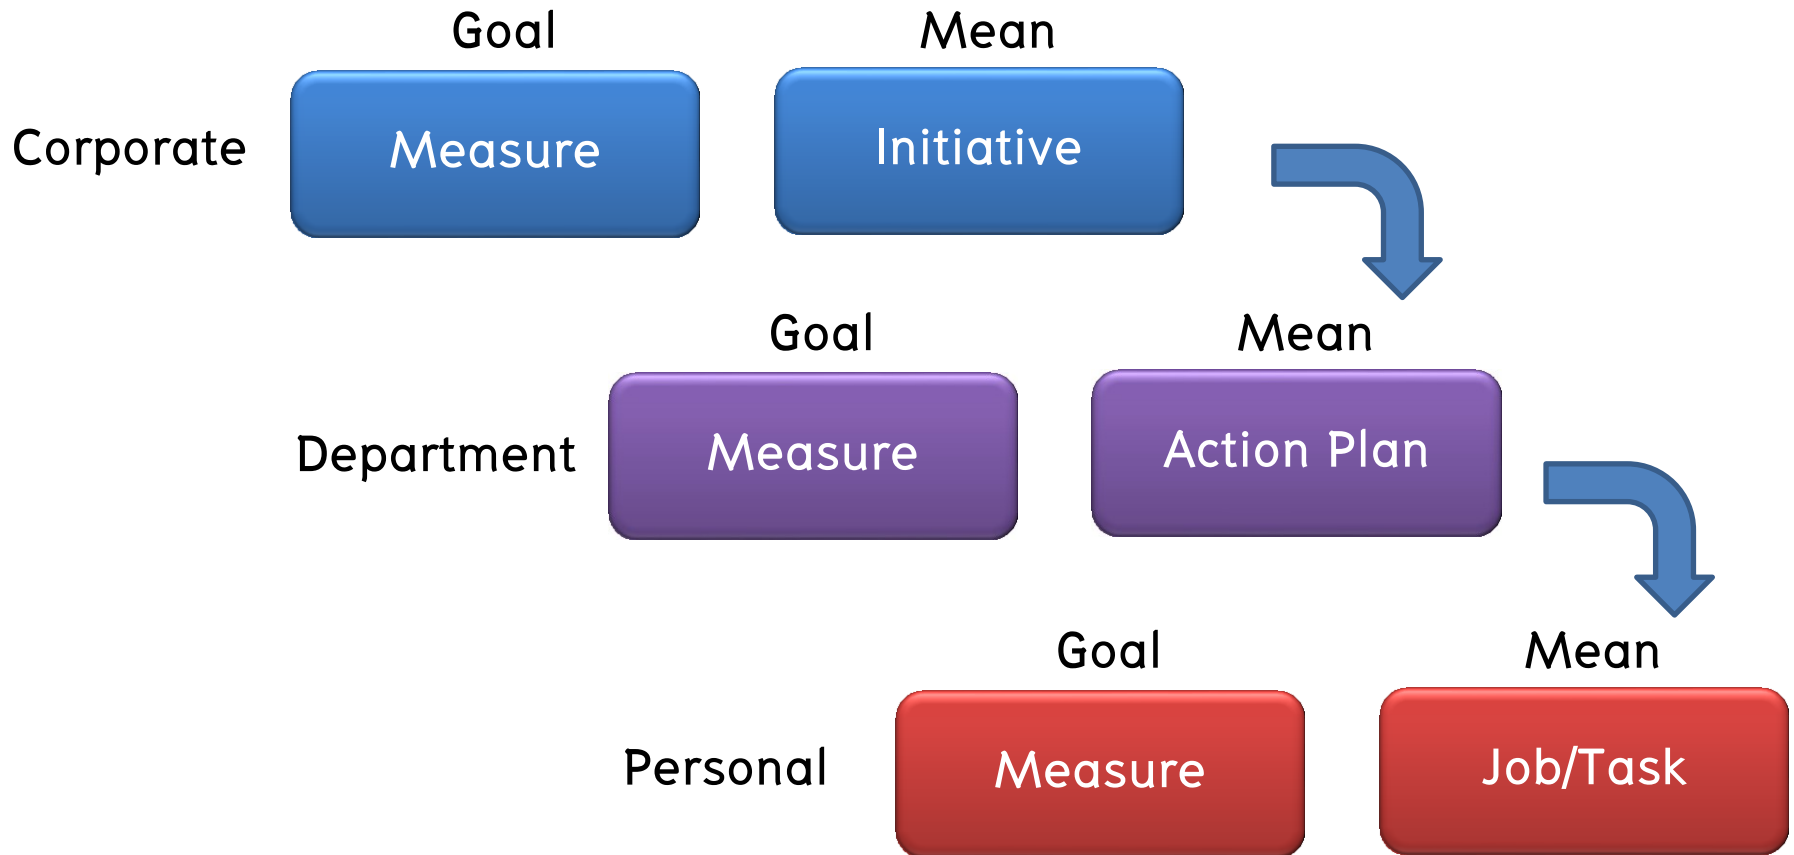 Goal Mean
Corporate Measure Initiative
Goal Mean
Department Measure Action Plan
Goal Mean
Personal Measure Job/Task